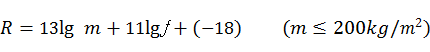 R = 13lg m + 11lgf + (−18) (m ≤ 200kg/m²)